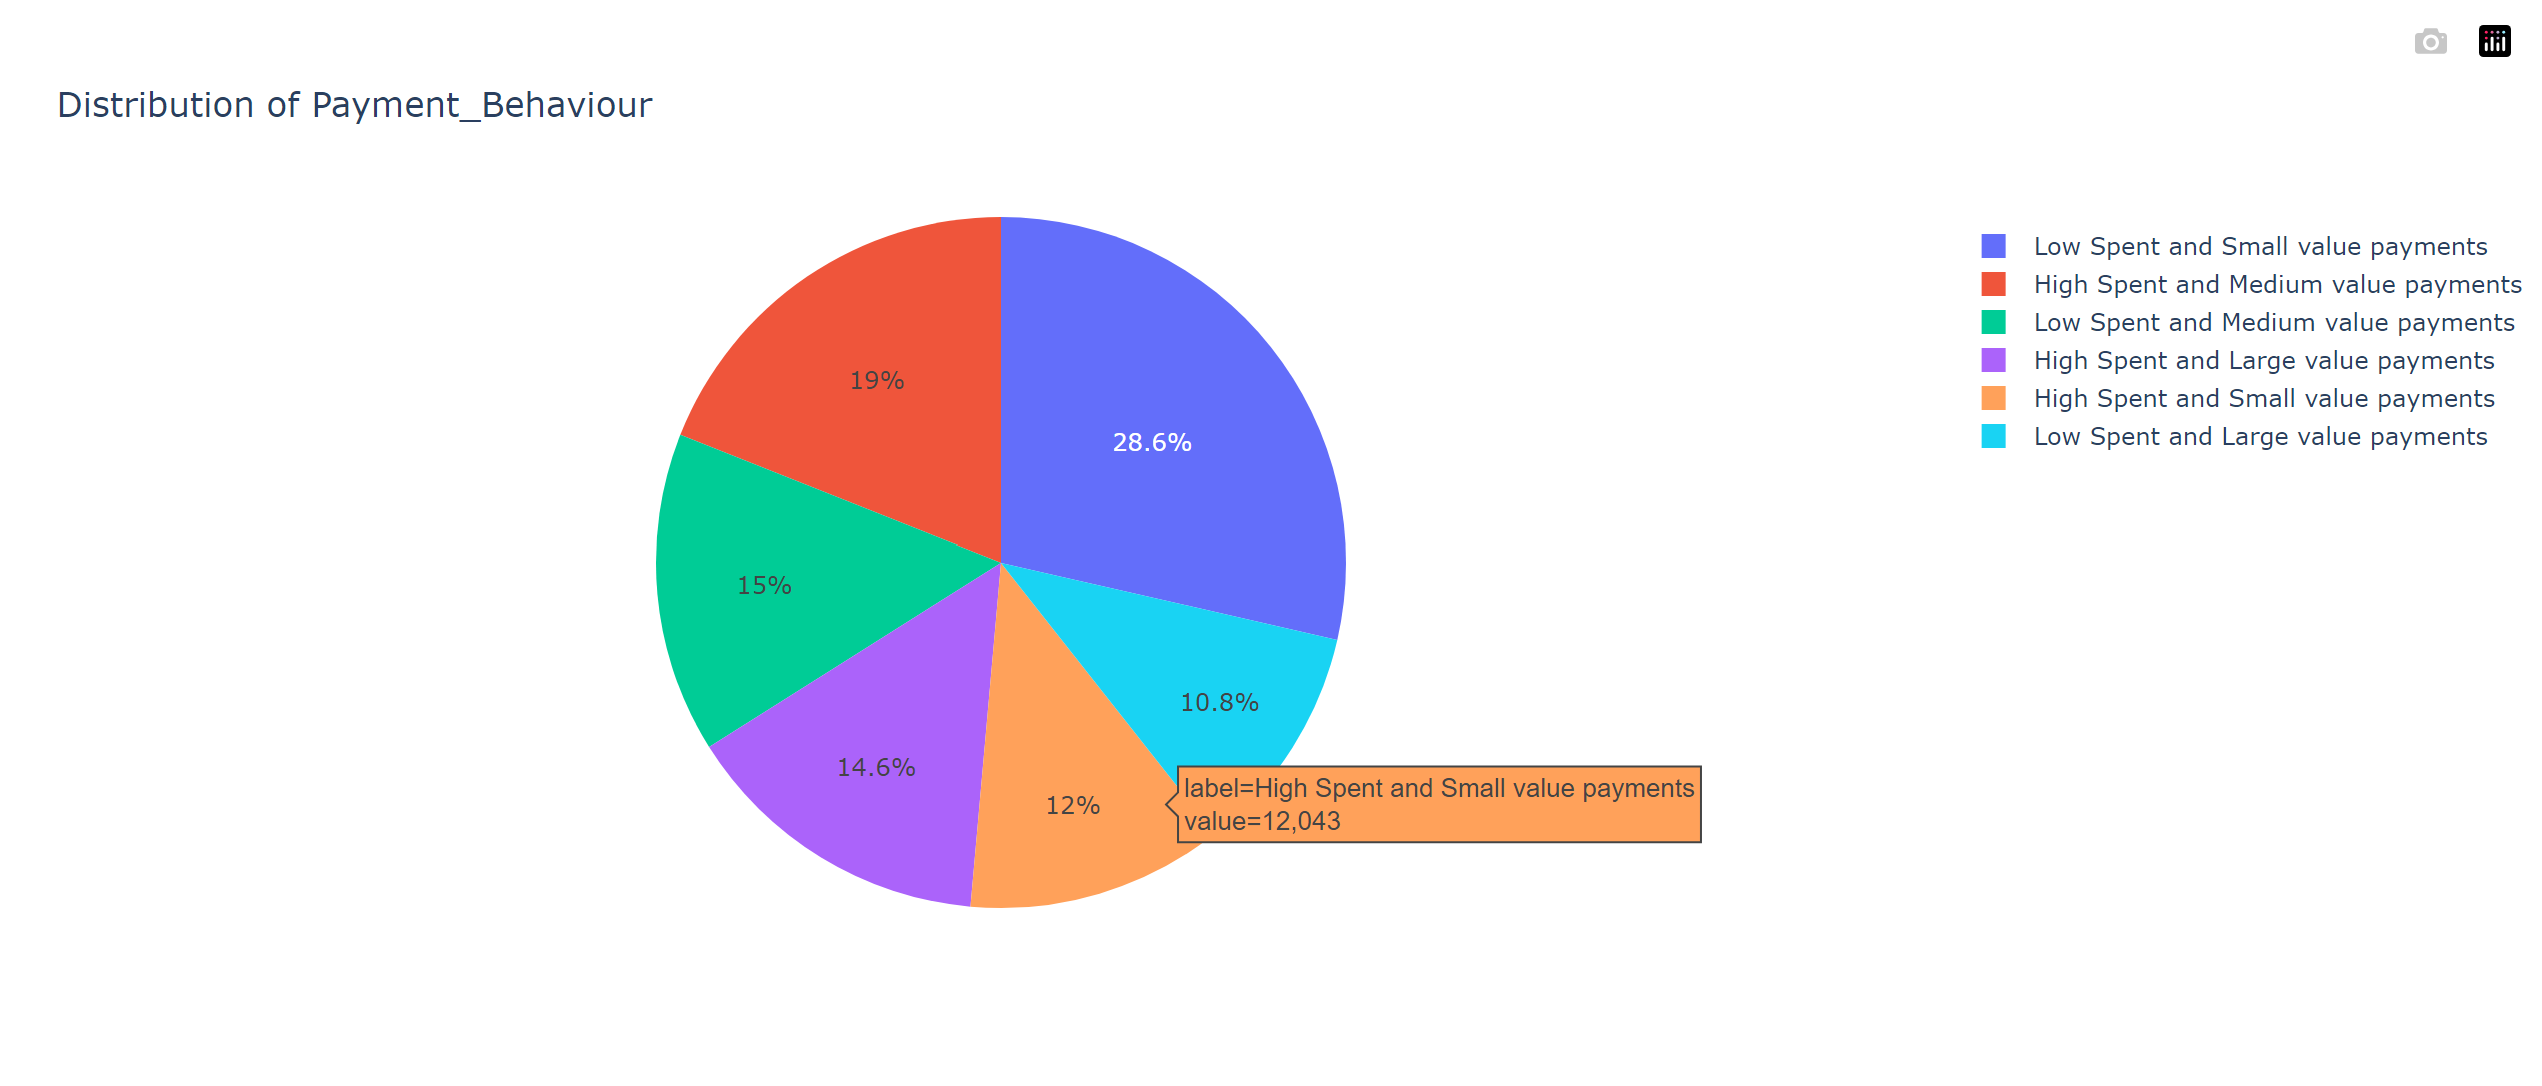 Distribution of Payment_Behaviour
Low Spent and Small value payments
High Spent and Medium value payments
Low Spent and Medium value payments
High Spent and Large value payments
High Spent and Small value payments
Low Spent and Large value payments
19%
28.6%
15%
10.8%
14.6%
12%
label=High Spent and Small value payments
value=12,043